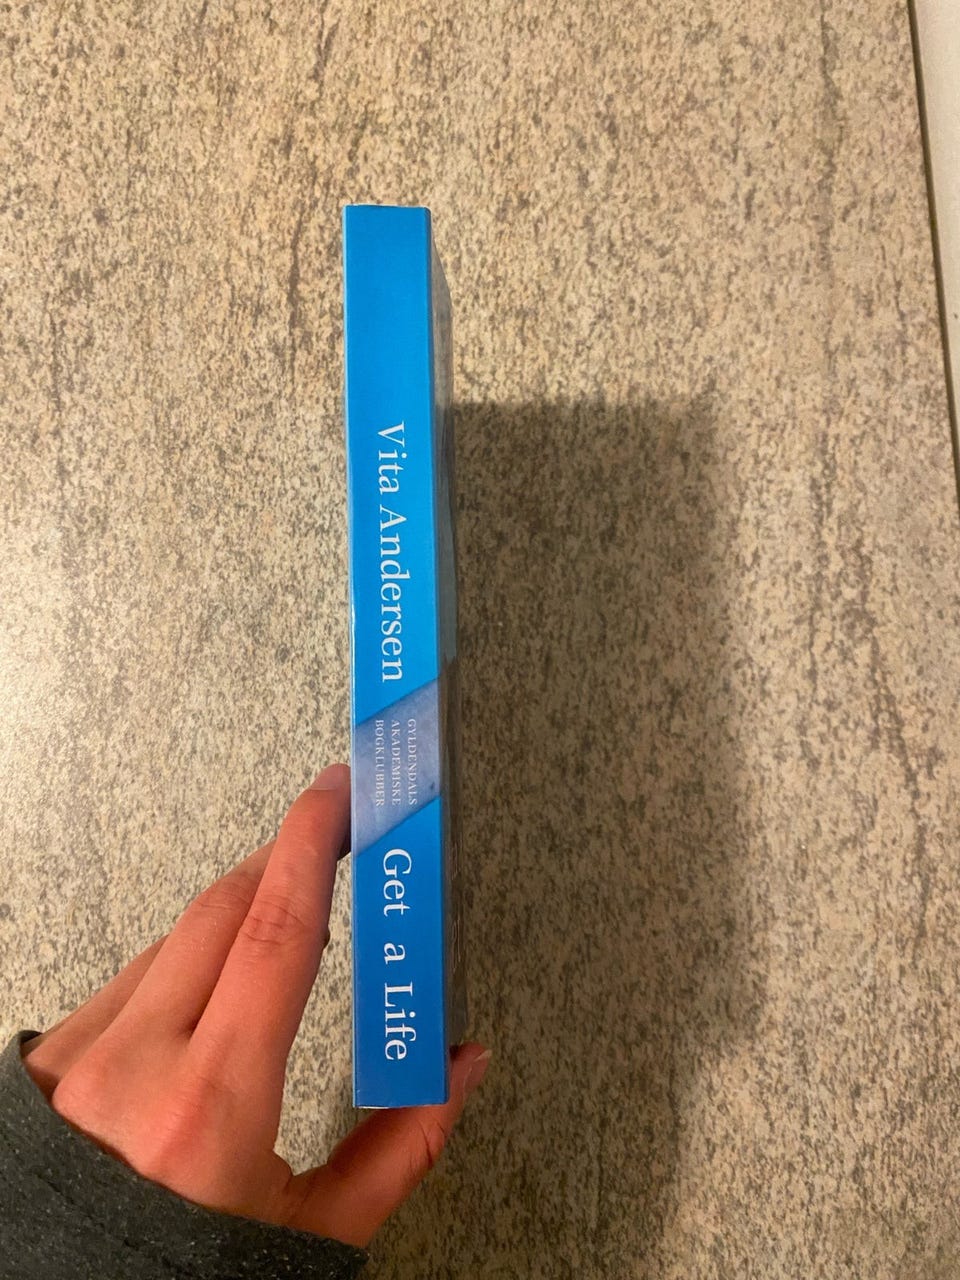 Vita Andersen
GYLDENDALS
AKADEMISKE
BOGKLUBBER
Get a Life